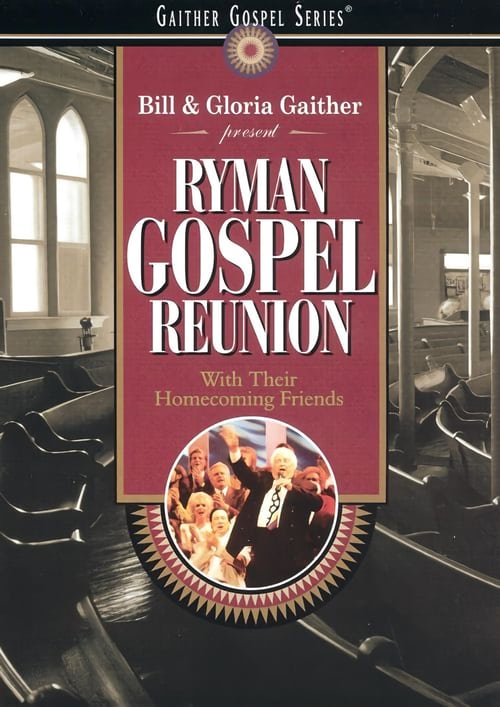 GAITHER GOSPEL SERIES®
Bill & Gloria Gaither
present
RYMAN
GOSPEL
REUNION
With Their
Homecoming Friends